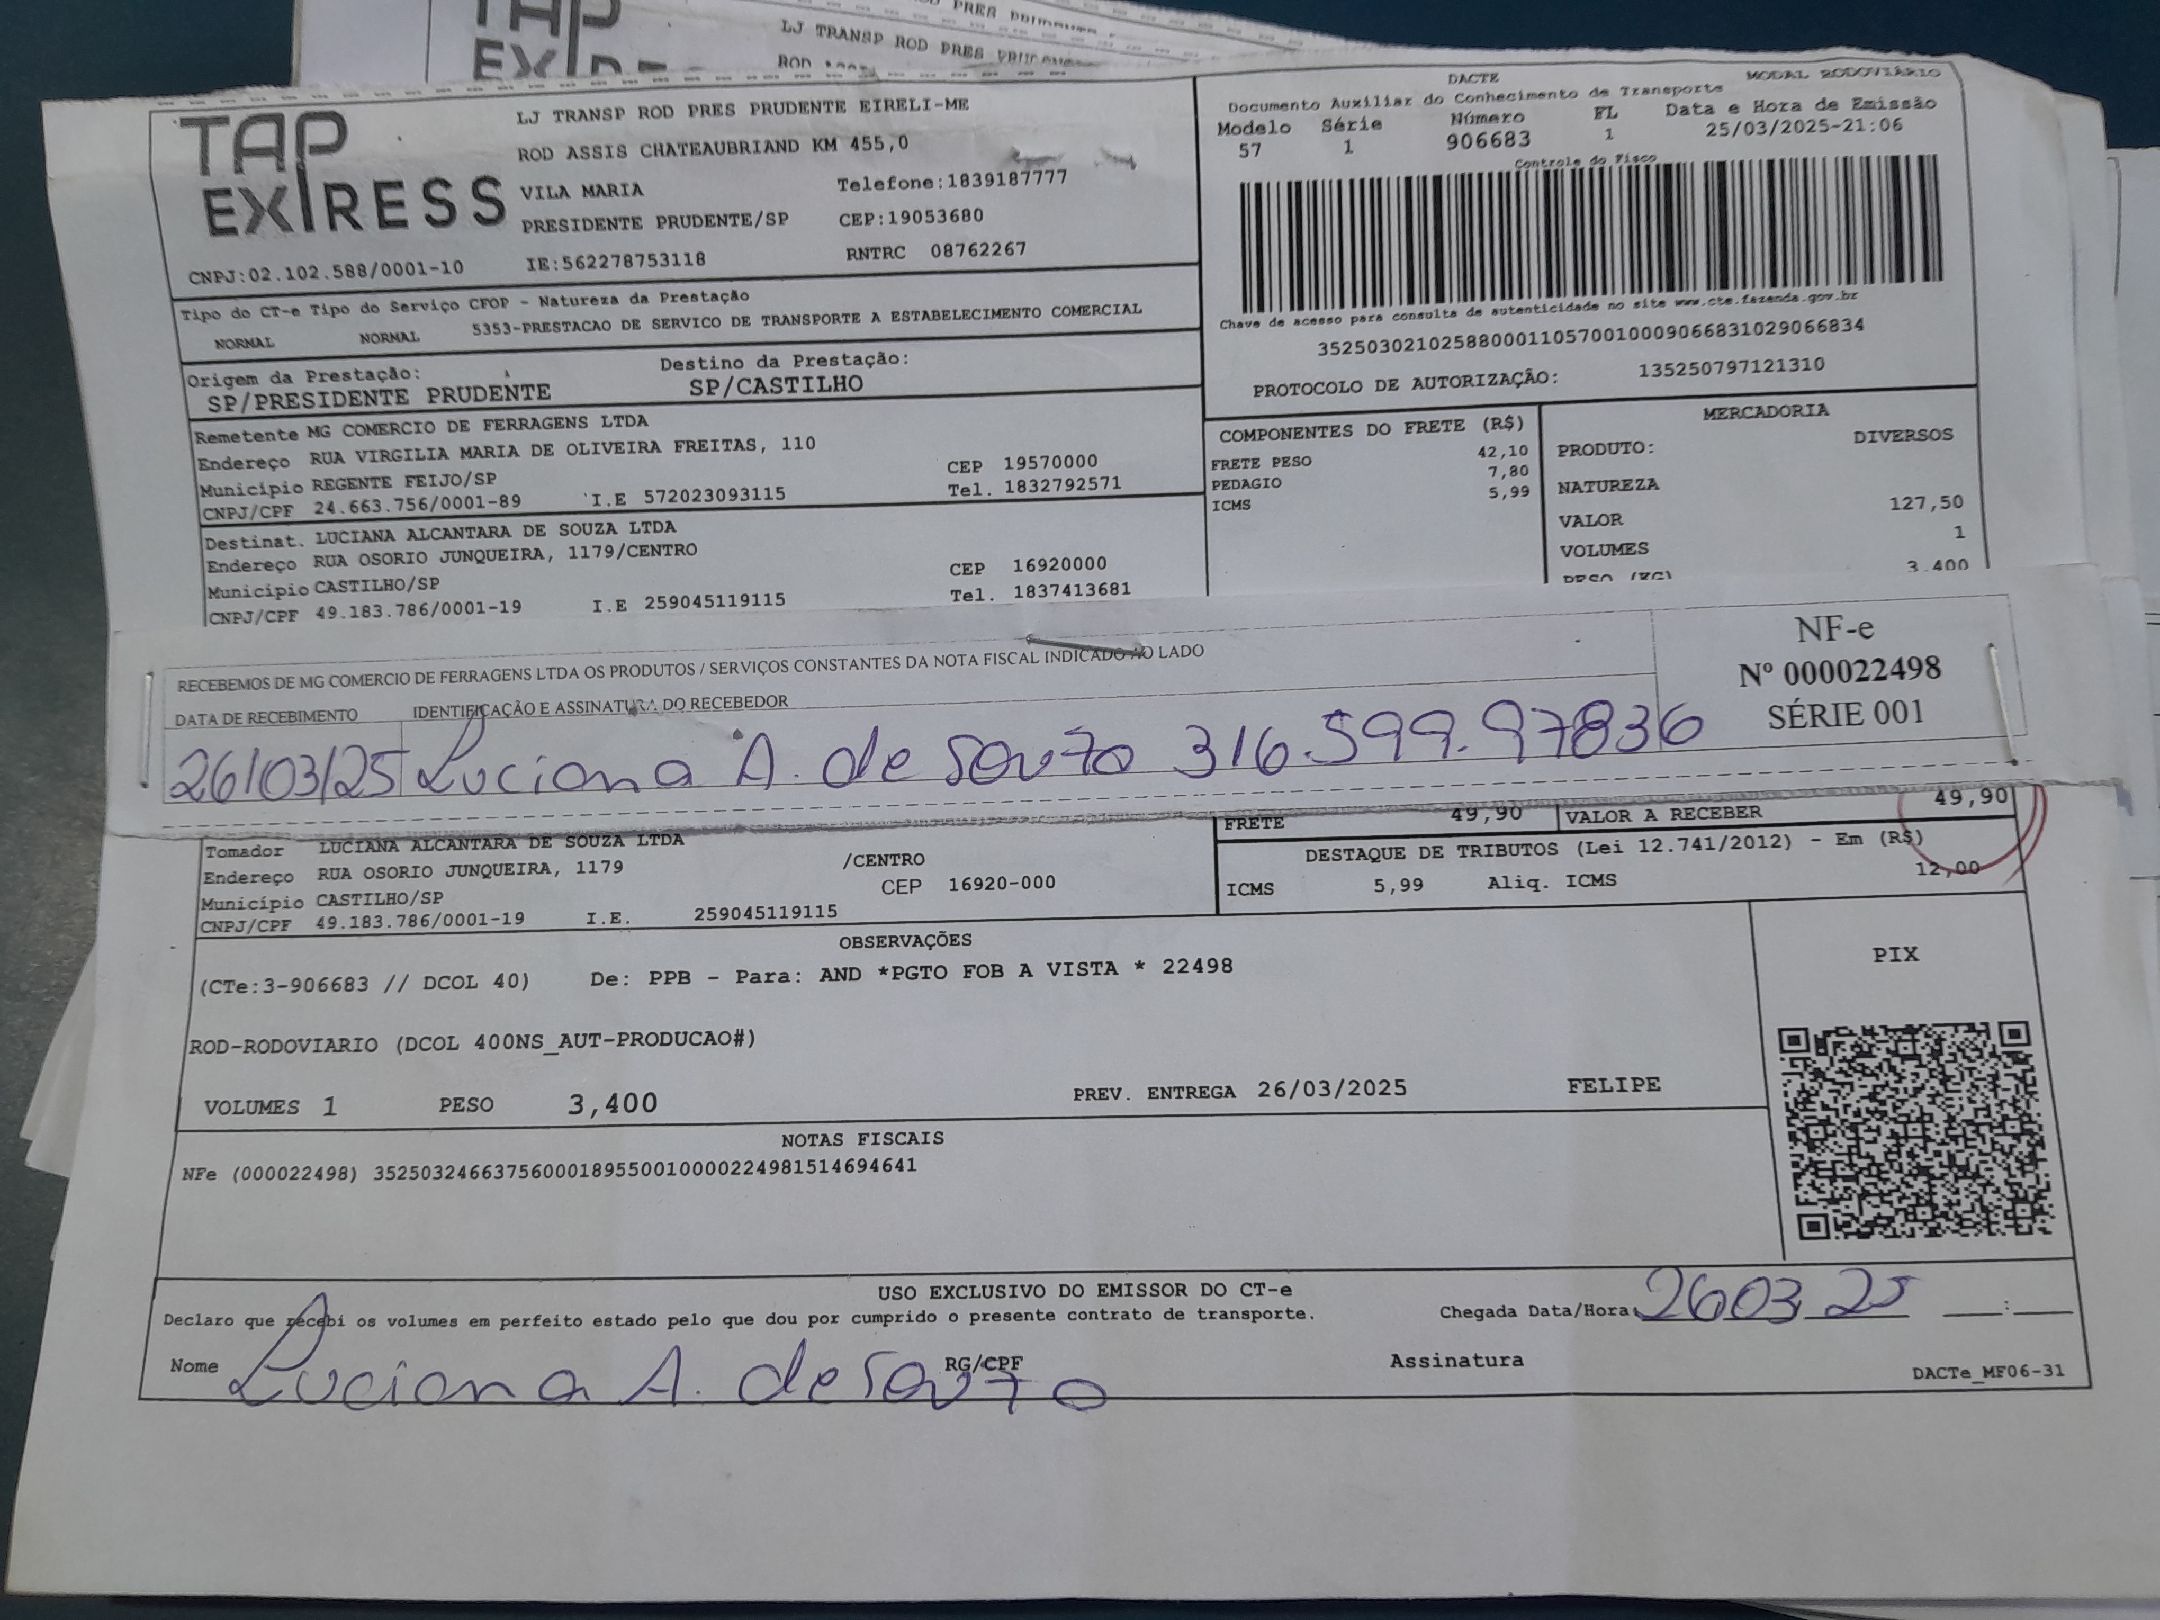 LJ TRANSP ROD PRES
ROD
TAP
EXPRESS
LJ TRANSP ROD PRES PRUDENTE EIRELI-ME
ROD ASSIS CHATEAUBRIAND KM 455,0
VILA MARIA Telefone:1839187777
PRESIDENTE PRUDENTE/SP CEP:19053680
CNPJ:02.102.588/0001-10 IE:562278753118 RNTRC 08762267
DACTE MODAL RODOVIÁRIO
Documento Auxiliar do Conhecimento de Transporte
Modelo Série Número FL Data e Hora de Emissão
57 1 906683 1 25/03/2025-21:06
Controle do Fisco
Chave de acesso para consulta de autenticidade no site www.cte.fazenda.gov.br
35250302102588000110570010009066831029066834
PROTOCOLO DE AUTORIZAÇÃO: 135250797121310
Tipo do CT-e Tipo do Serviço CFOP - Natureza da Prestação
NORMAL NORMAL 5353-PRESTACAO DE SERVICO DE TRANSPORTE A ESTABELECIMENTO COMERCIAL
Origem da Prestação: Destino da Prestação:
SP/PRESIDENTE PRUDENTE SP/CASTILHO
Remetente MG COMERCIO DE FERRAGENS LTDA
Endereço RUA VIRGILIA MARIA DE OLIVEIRA FREITAS, 110
Município REGENTE FEIJO/SP CEP 19570000
CNPJ/CPF 24.663.756/0001-89 I.E 572023093115 Tel. 1832792571
Destinat. LUCIANA ALCANTARA DE SOUZA LTDA
Endereço RUA OSORIO JUNQUEIRA, 1179/CENTRO
Município CASTILHO/SP CEP 16920000
CNPJ/CPF 49.183.786/0001-19 I.E 259045119115 Tel. 1837413681
COMPONENTES DO FRETE (R$)
FRETE PESO 42,10
PEDAGIO 7,80
ICMS 5,99
MERCADORIA
PRODUTO: DIVERSOS
NATUREZA
VALOR 127,50
VOLUMES 1
PESO (KG) 3,400
RECEBEMOS DE MG COMERCIO DE FERRAGENS LTDA OS PRODUTOS / SERVIÇOS CONSTANTES DA NOTA FISCAL INDICADO AO LADO
DATA DE RECEBIMENTO IDENTIFICAÇÃO E ASSINATURA DO RECEBEDOR
26/03/25 Luciana A. de Souza 316.599.97836
NF-e
Nº 000022498
SÉRIE 001
FRETE 49,90 VALOR A RECEBER 49,90
DESTAQUE DE TRIBUTOS (Lei 12.741/2012) - Em (R$)
ICMS 5,99 Aliq. ICMS 12,00
Tomador LUCIANA ALCANTARA DE SOUZA LTDA
Endereço RUA OSORIO JUNQUEIRA, 1179 /CENTRO
Município CASTILHO/SP CEP 16920-000
CNPJ/CPF 49.183.786/0001-19 I.E. 259045119115
OBSERVAÇÕES
(CTe:3-906683 // DCOL 40) De: PPB - Para: AND *PGTO FOB A VISTA * 22498
ROD-RODOVIARIO (DCOL 400NS_AUT-PRODUCAO#)
VOLUMES 1 PESO 3,400 PREV. ENTREGA 26/03/2025 FELIPE
PIX
NOTAS FISCAIS
NFe (000022498) 35250324663756000189550010000224981514694641
USO EXCLUSIVO DO EMISSOR DO CT-e
Declaro que recebi os volumes em perfeito estado pelo que dou por cumprido o presente contrato de transporte. Chegada Data/Hora: 26 03 25 ___:___
Nome Luciana A. de Souza RG/CPF Assinatura DACTe_MF06-31